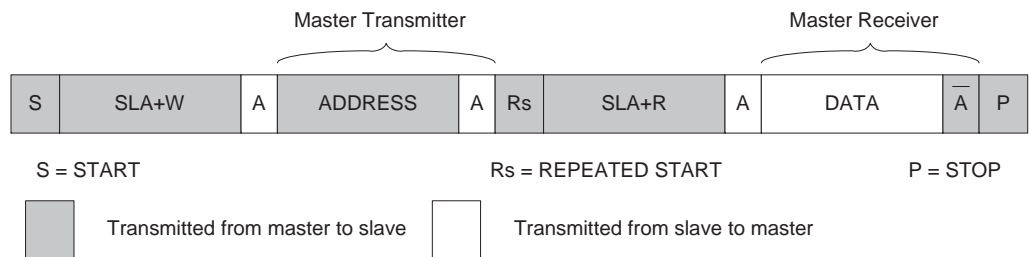 Master Transmitter Master Receiver
S SLA+W A ADDRESS A Rs SLA+R A DATA A̅ P
S = START Rs = REPEATED START P = STOP
Transmitted from master to slave Transmitted from slave to master